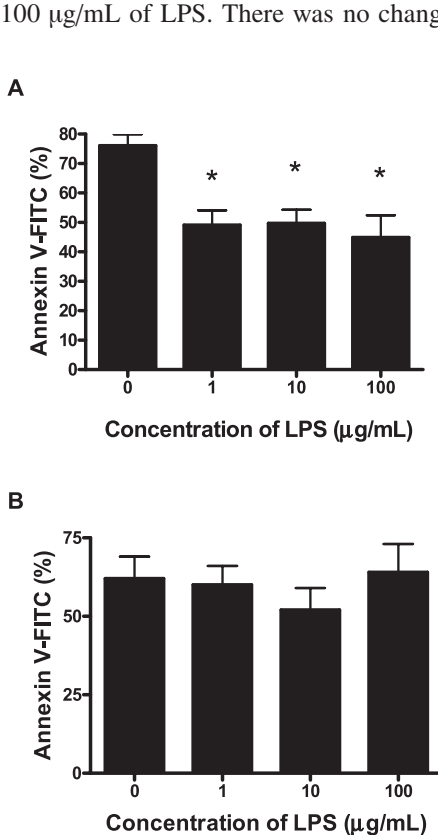 100 μg/mL of LPS. There was no chang
A
80
70
60
50
40
30
20
10
0
Annexin V-FITC (%)
*
*
*
0 1 10 100
Concentration of LPS (μg/mL)
B
75
50
25
0
Annexin V-FITC (%)
0 1 10 100
Concentration of LPS (μg/mL)